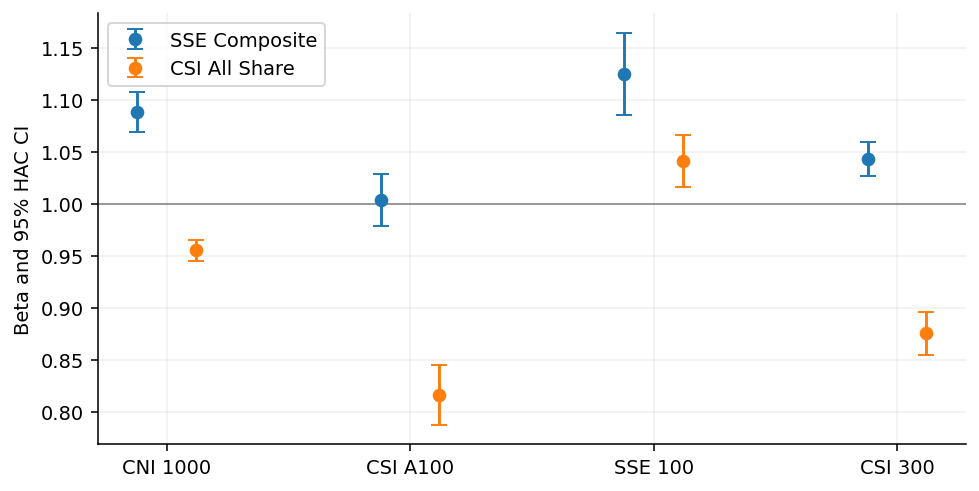 SSE Composite
CSI All Share
Beta and 95% HAC CI
1.15
1.10
1.05
1.00
0.95
0.90
0.85
0.80
CNI 1000
CSI A100
SSE 100
CSI 300